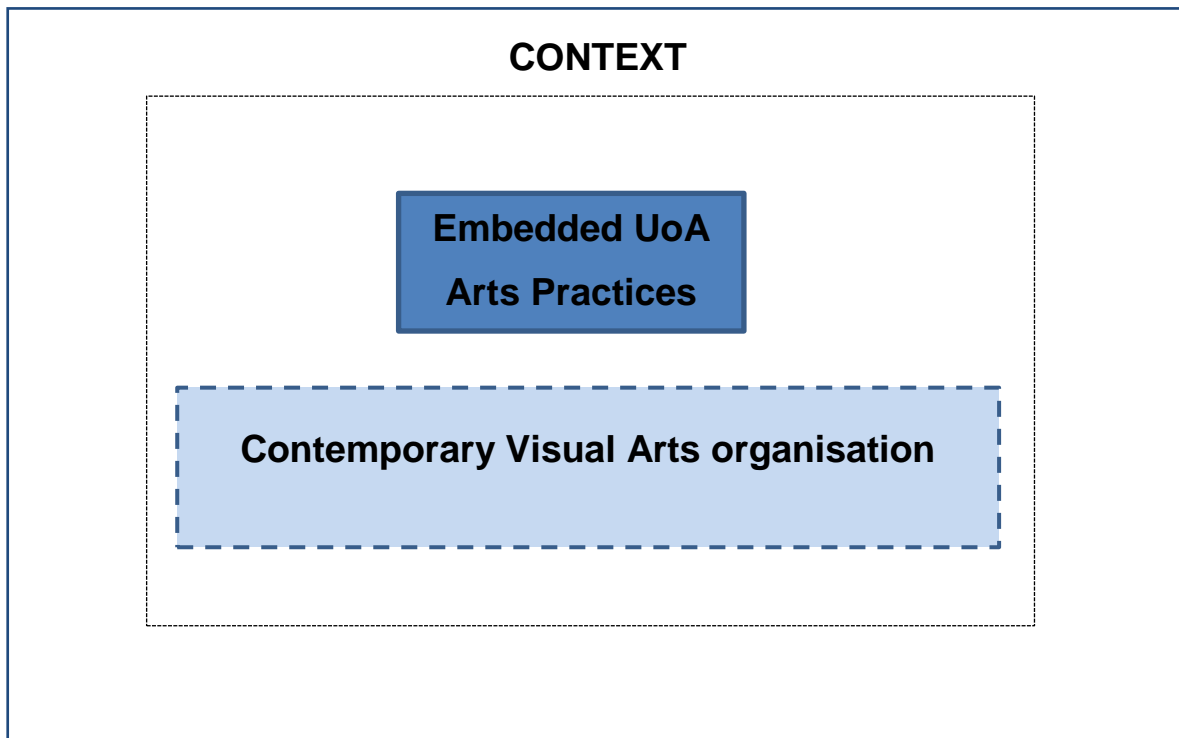 CONTEXT
Embedded UoA
Arts Practices
Contemporary Visual Arts organisation